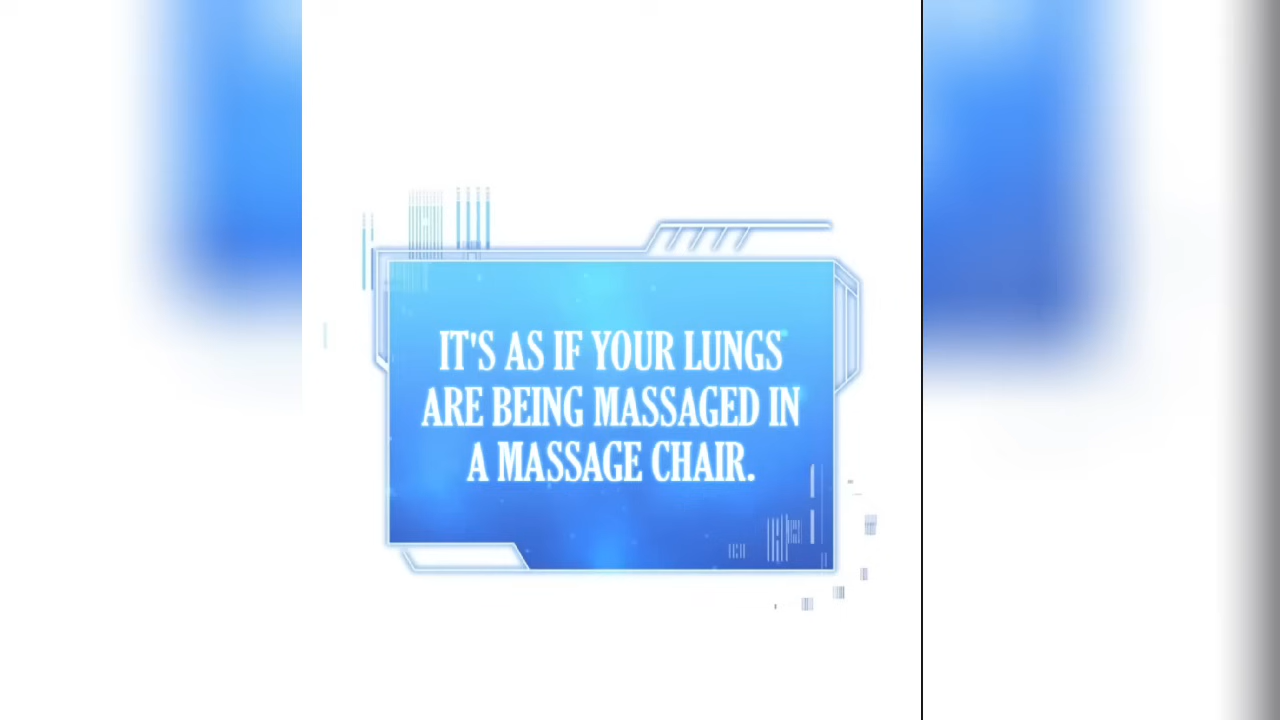 IT'S AS IF YOUR LUNGS
ARE BEING MASSAGED IN
A MASSAGE CHAIR.